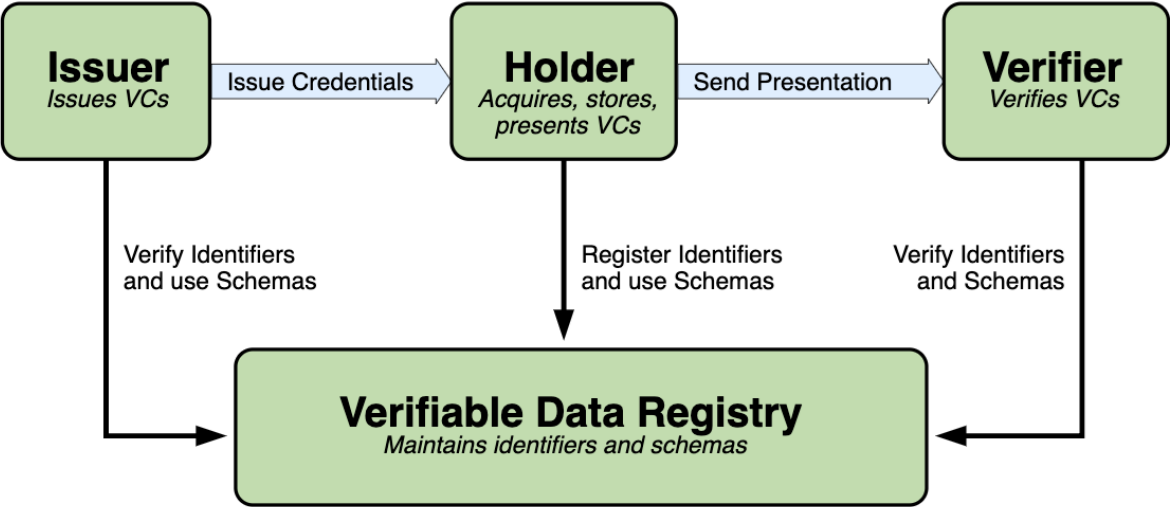 Issuer
Issues VCs
Issue Credentials
Holder
Acquires, stores,
presents VCs
Send Presentation
Verifier
Verifies VCs
Verify Identifiers
and use Schemas
Register Identifiers
and use Schemas
Verify Identifiers
and Schemas
Verifiable Data Registry
Maintains identifiers and schemas